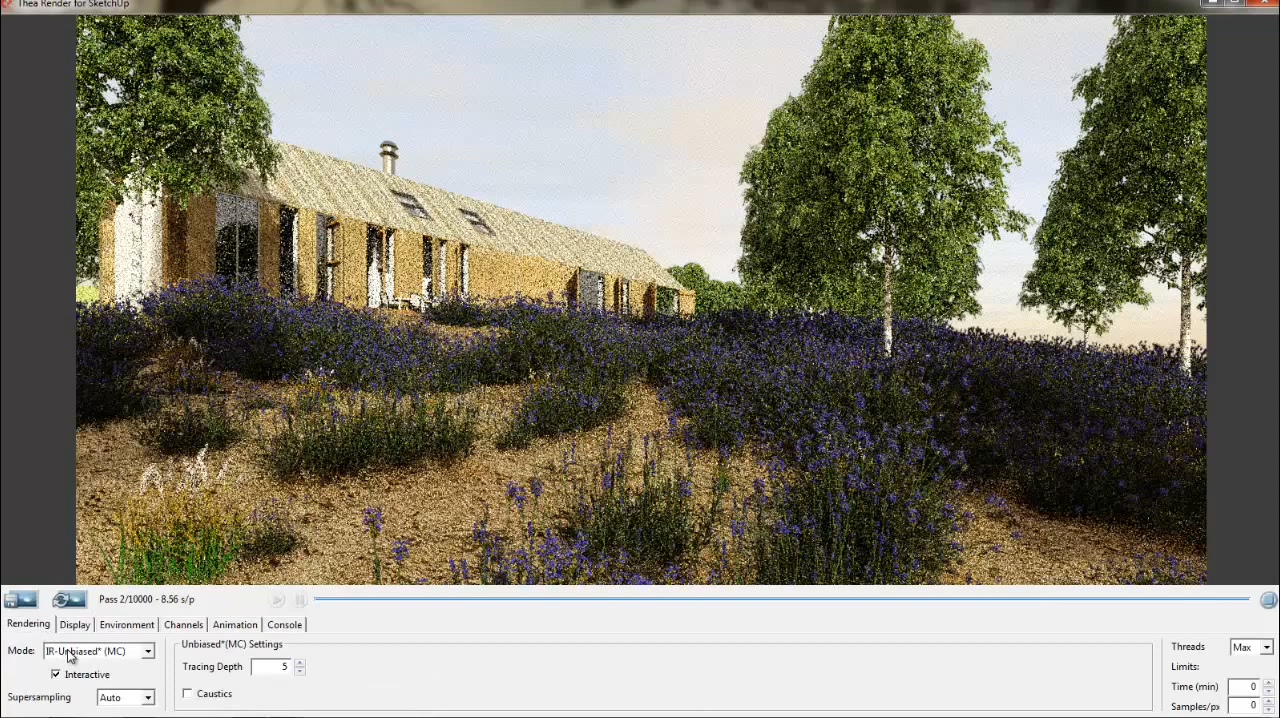 Thea Render for SketchUp
Pass 2/10000 - 8.56 s/p
Rendering Display Environment Channels Animation Console
Mode: IR-Unbiased* (MC)
Interactive
Supersampling Auto
Unbiased*(MC) Settings
Tracing Depth 5
Caustics
Threads Max
Limits:
Time (min) 0
Samples/px 0